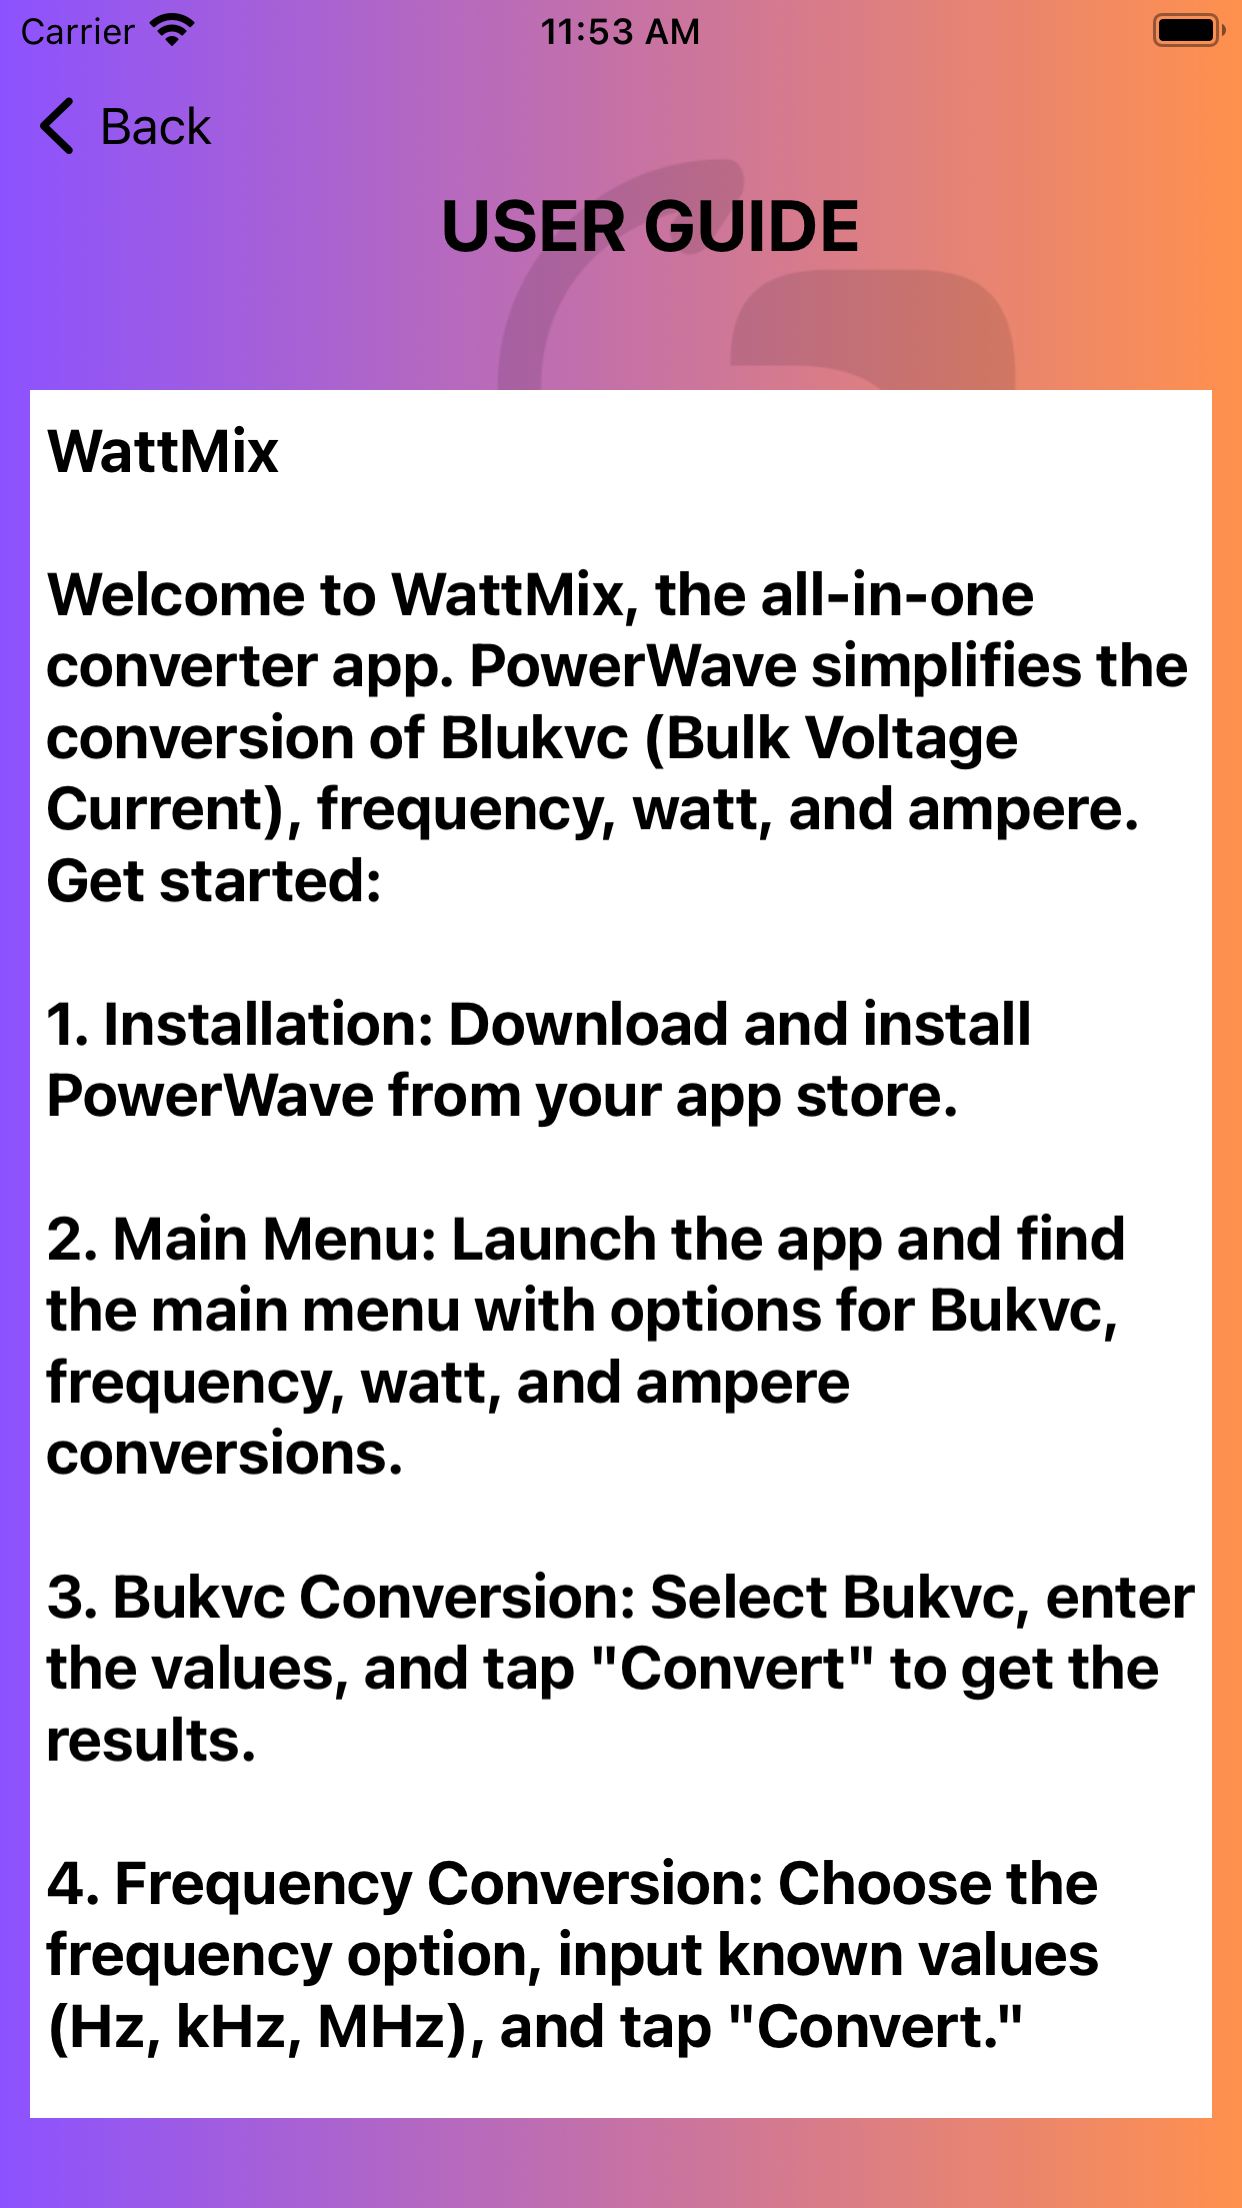 Carrier
11:53 AM
Back
USER GUIDE
WattMix
Welcome to WattMix, the all-in-one
converter app. PowerWave simplifies the
conversion of Blukvc (Bulk Voltage
Current), frequency, watt, and ampere.
Get started:
1. Installation: Download and install
PowerWave from your app store.
2. Main Menu: Launch the app and find
the main menu with options for Bukvc,
frequency, watt, and ampere
conversions.
3. Bukvc Conversion: Select Bukvc, enter
the values, and tap "Convert" to get the
results.
4. Frequency Conversion: Choose the
frequency option, input known values
(Hz, kHz, MHz), and tap "Convert."